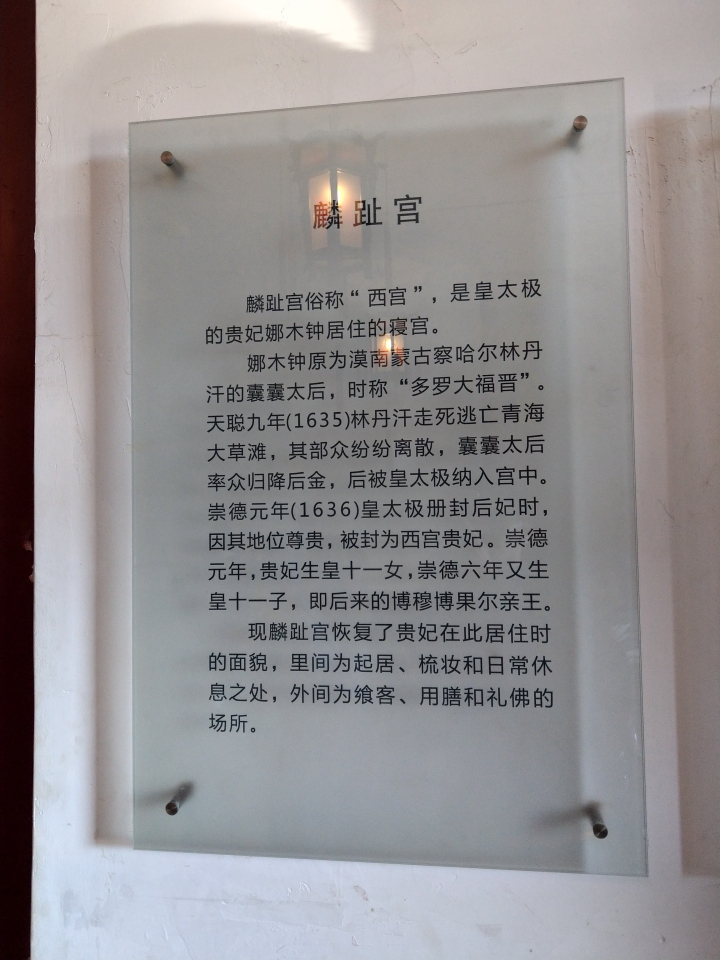 麟趾宫
麟趾宫俗称“西宫”，是皇太极
的贵妃娜木钟居住的寝宫。
娜木钟原为漠南蒙古察哈尔林丹
汗的囊囊太后，时称“多罗大福晋”。
天聪九年(1635)林丹汗走死逃亡青海
大草滩，其部众纷纷离散，囊囊太后
率众归降后金，后被皇太极纳入宫中。
崇德元年(1636)皇太极册封后妃时，
因其地位尊贵，被封为西宫贵妃。崇德
元年，贵妃生皇十一女，崇德六年又生
皇十一子，即后来的博穆博果尔亲王。
现麟趾宫恢复了贵妃在此居住时
的面貌，里间为起居、梳妆和日常休
息之处，外间为飨客、用膳和礼佛的
场所。